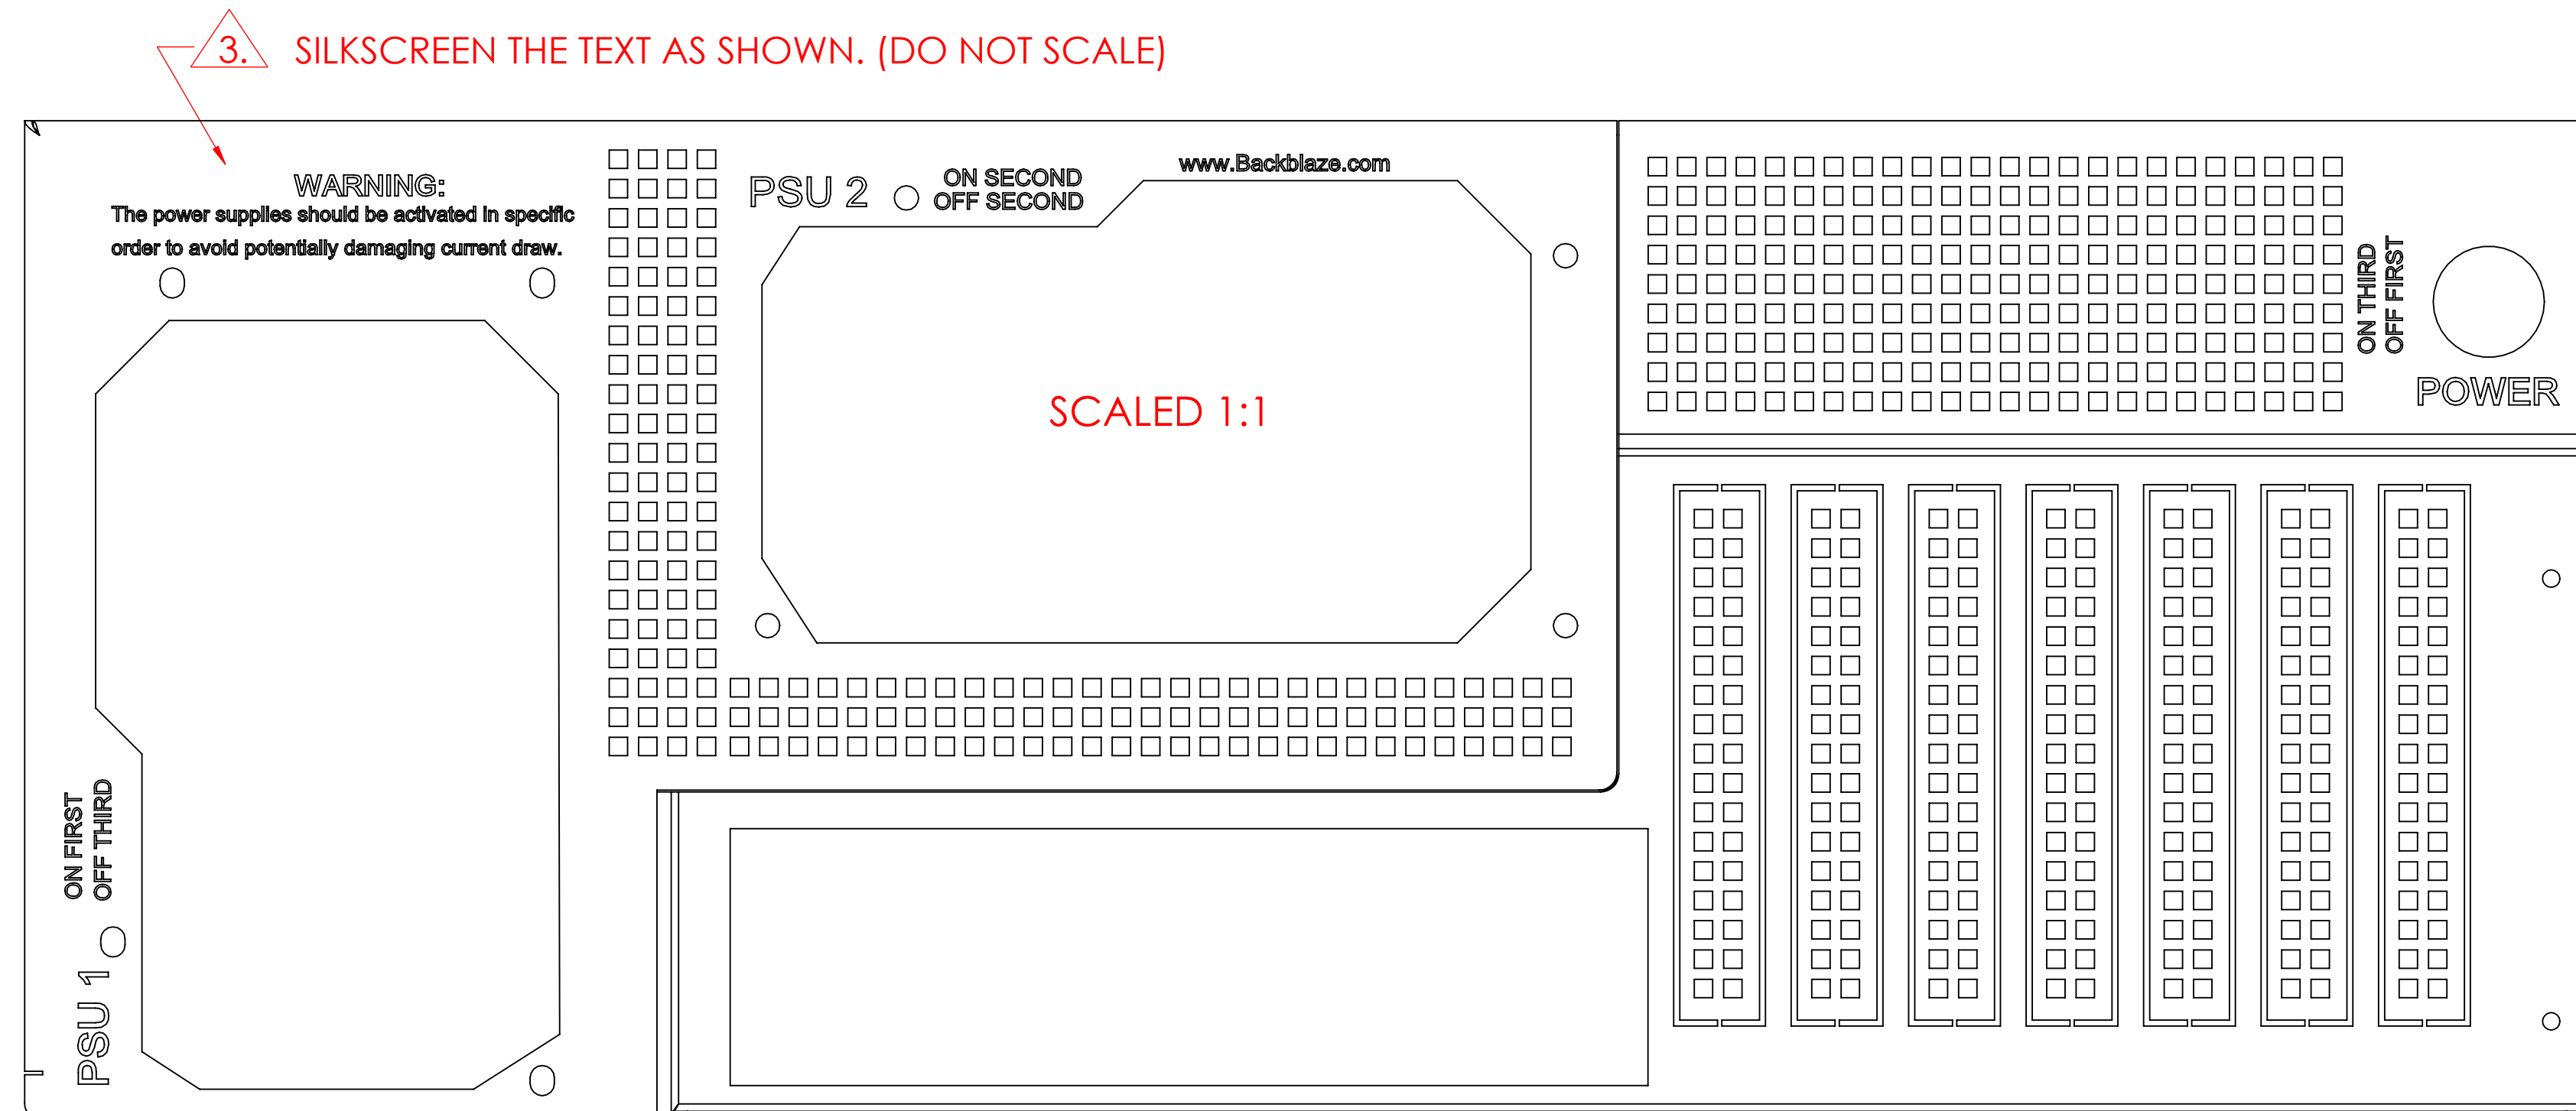 3. SILKSCREEN THE TEXT AS SHOWN. (DO NOT SCALE)
WARNING:
The power supplies should be activated in specific
order to avoid potentially damaging current draw.
PSU 2
ON SECOND
OFF SECOND
www.Backblaze.com
SCALED 1:1
ON THIRD
OFF FIRST
POWER
ON FIRST
OFF THIRD
PSU 1